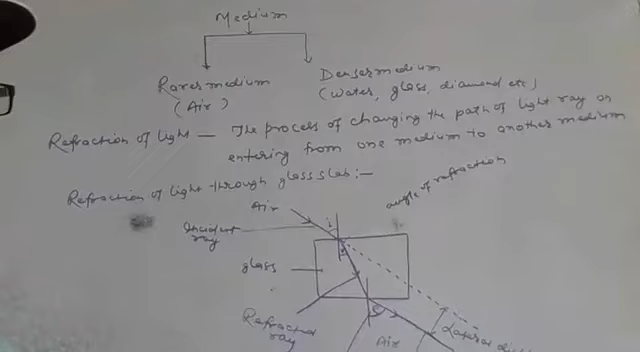 Medium
Rarer medium
(Air)
Denser medium
(Water, glass, diamond etc)
Refraction of light — The process of changing the path of light ray on
entering from one medium to another medium
Refraction of light through glass slab :—
angle of refraction
Air
Incident
ray
i
r
glass
e
Refracted
ray
Air
Lateral